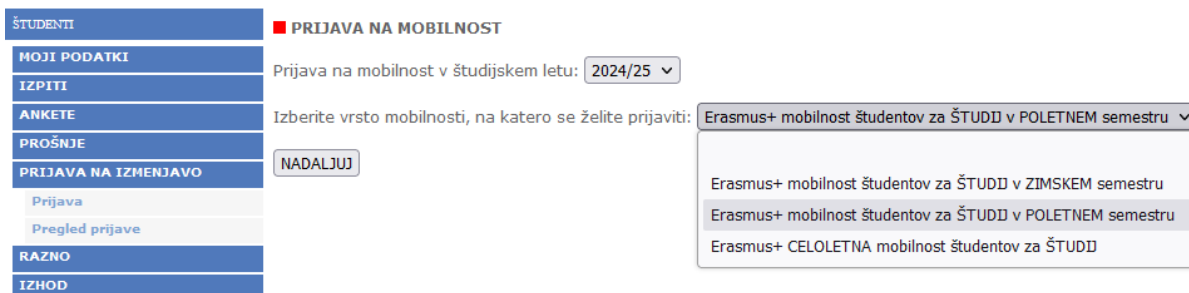 ŠTUDENTI
MOJI PODATKI
IZPITI
ANKETE
PROŠNJE
PRIJAVA NA IZMENJAVO
Prijava
Pregled prijave
RAZNO
IZHOD
PRIJAVA NA MOBILNOST
Prijava na mobilnost v študijskem letu: 2024/25
Izberite vrsto mobilnosti, na katero se želite prijaviti: Erasmus+ mobilnost študentov za ŠTUDIJ v POLETNEM semestru
NADALJUJ
Erasmus+ mobilnost študentov za ŠTUDIJ v ZIMSKEM semestru
Erasmus+ mobilnost študentov za ŠTUDIJ v POLETNEM semestru
Erasmus+ CELOLETNA mobilnost študentov za ŠTUDIJ